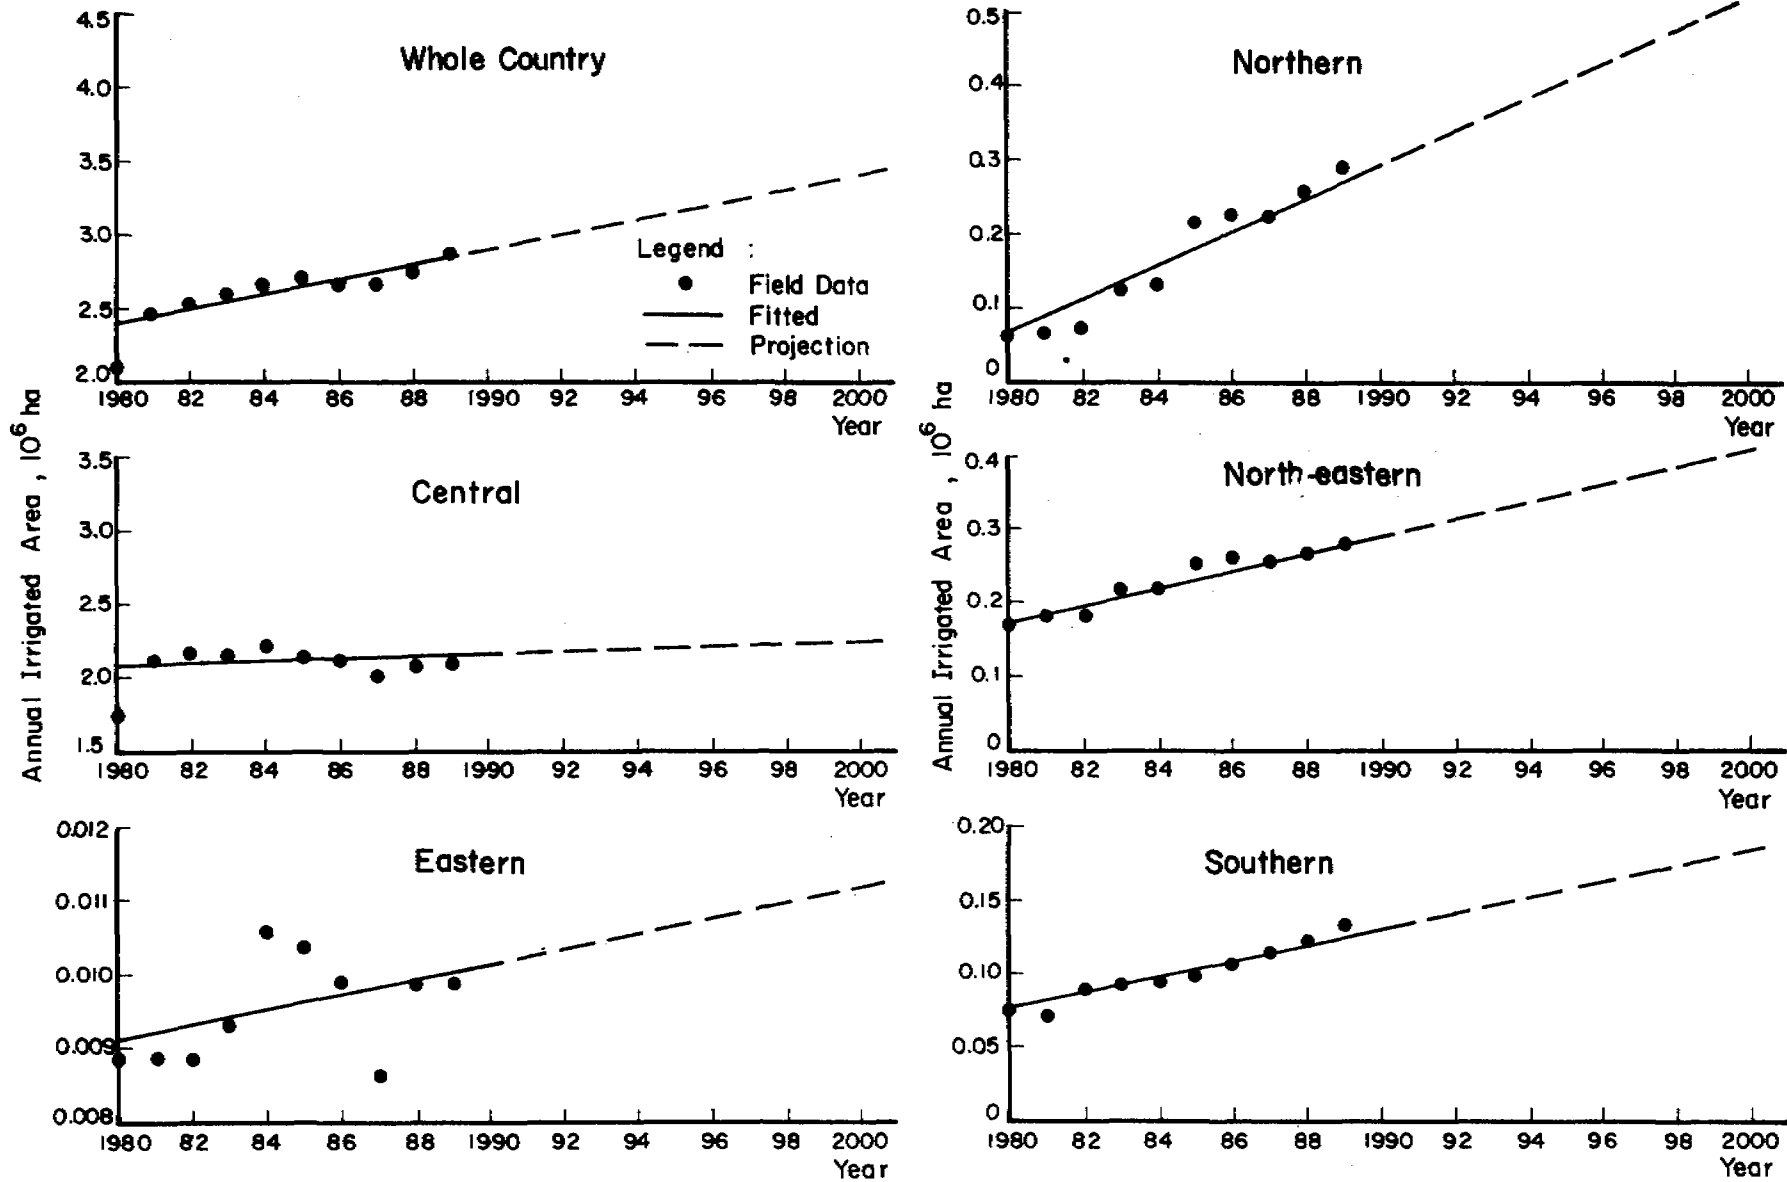 Whole Country
4.5
4.0
3.5
3.0
2.5
2.0
1980 82 84 86 88 1990 92 94 96 98 2000
Year
Legend :
Field Data
Fitted
Projection
Northern
0.5
0.4
0.3
0.2
0.1
0
1980 82 84 86 88 1990 92 94 96 98 2000
Year
Annual Irrigated Area , 10⁶ ha
Central
3.5
3.0
2.5
2.0
1.5
1980 82 84 86 88 1990 92 94 96 98 2000
Year
Annual Irrigated Area , 10⁶ ha
North-eastern
0.4
0.3
0.2
0.1
0
1980 82 84 86 88 1990 92 94 96 98 2000
Year
Eastern
0.012
0.011
0.010
0.009
0.008
1980 82 84 86 88 1990 92 94 96 98 2000
Year
Southern
0.20
0.15
0.10
0.05
0
1980 82 84 86 88 1990 92 94 96 98 2000
Year